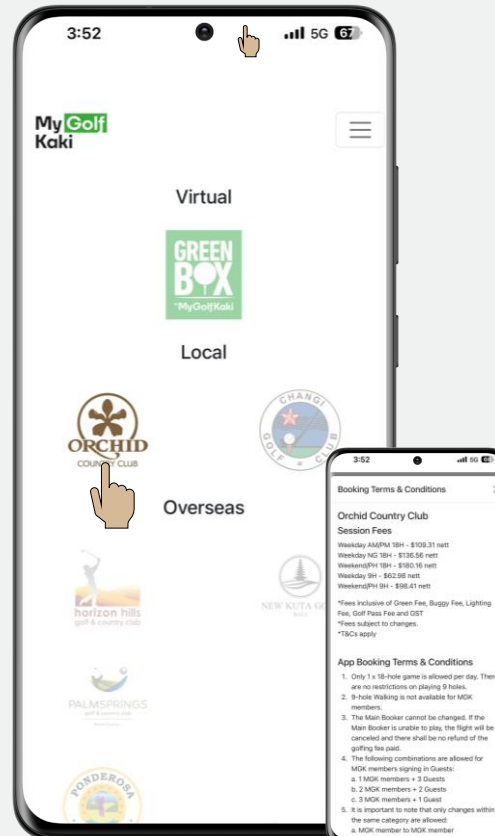 3:52
5G 67
My Golf
Kaki
Virtual
GREEN
BOX
MyGolfKaki
Local
ORCHID
COUNTRY CLUB
CHANGI
GOLF CLUB
Overseas
horizon hills
golf & country club
NEW KUTA
PALMSPRINGS
golf & country club
PONDEROSA
3:52
5G
Booking Terms & Conditions
Orchid Country Club
Session Fees
Weekday AM/PM 18H - $109.31 nett
Weekday NG 18H - $136.56 nett
Weekend/PH 18H - $180.16 nett
Weekday 9H - $62.98 nett
Weekend/PH 9H - $98.41 nett
*Fees inclusive of Green Fee, Buggy Fee, Lighting
Fee, Golf Pass Fee and GST
*Fees subject to changes.
*T&Cs apply
App Booking Terms & Conditions
1. Only 1 x 18-hole game is allowed per day. Ther
are no restrictions on playing 9 holes.
2. 9-hole Walking is not available for MGK
members.
3. The Main Booker cannot be changed. If the
Main Booker is unable to play, the flight will be
canceled and there shall be no refund of the
golfing fee paid.
4. The following combinations are allowed for
MGK members signing in Guests:
a. 1 MGK members + 3 Guests
b. 2 MGK members + 2 Guests
c. 3 MGK members + 1 Guest
5. It is important to note that only changes within
the same category are allowed:
a. MGK member to MGK member